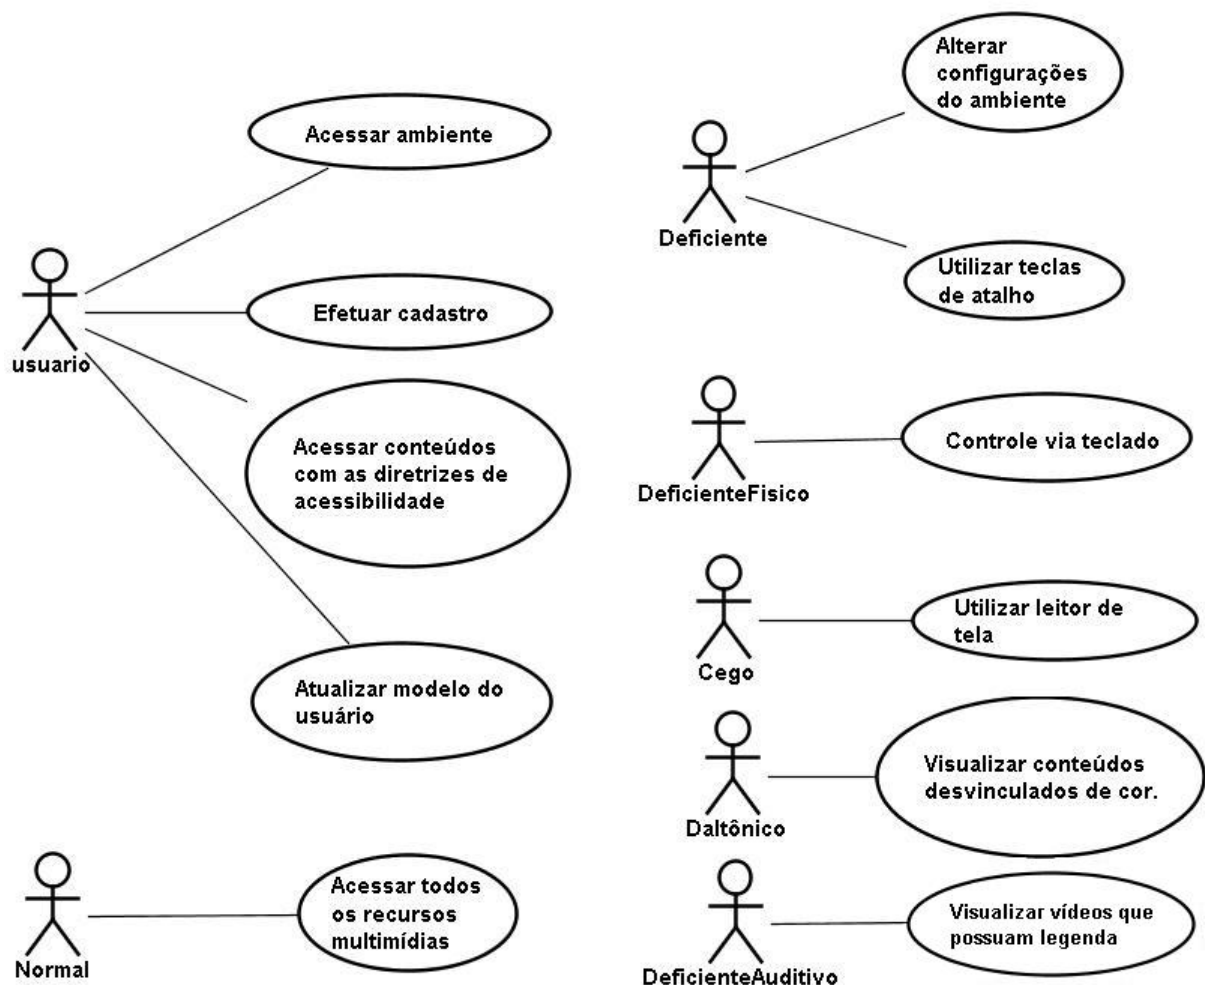 Acessar ambiente
usuario
Efetuar cadastro
Acessar conteúdos
com as diretrizes de
acessibilidade
Atualizar modelo do
usuário
Normal
Acessar todos
os recursos
multimídias
Alterar
configurações
do ambiente
Deficiente
Utilizar teclas
de atalho
DeficienteFisico
Controle via teclado
Cego
Utilizar leitor de
tela
Daltônico
Visualizar conteúdos
desvinculados de cor.
DeficienteAuditivo
Visualizar vídeos que
possuam legenda